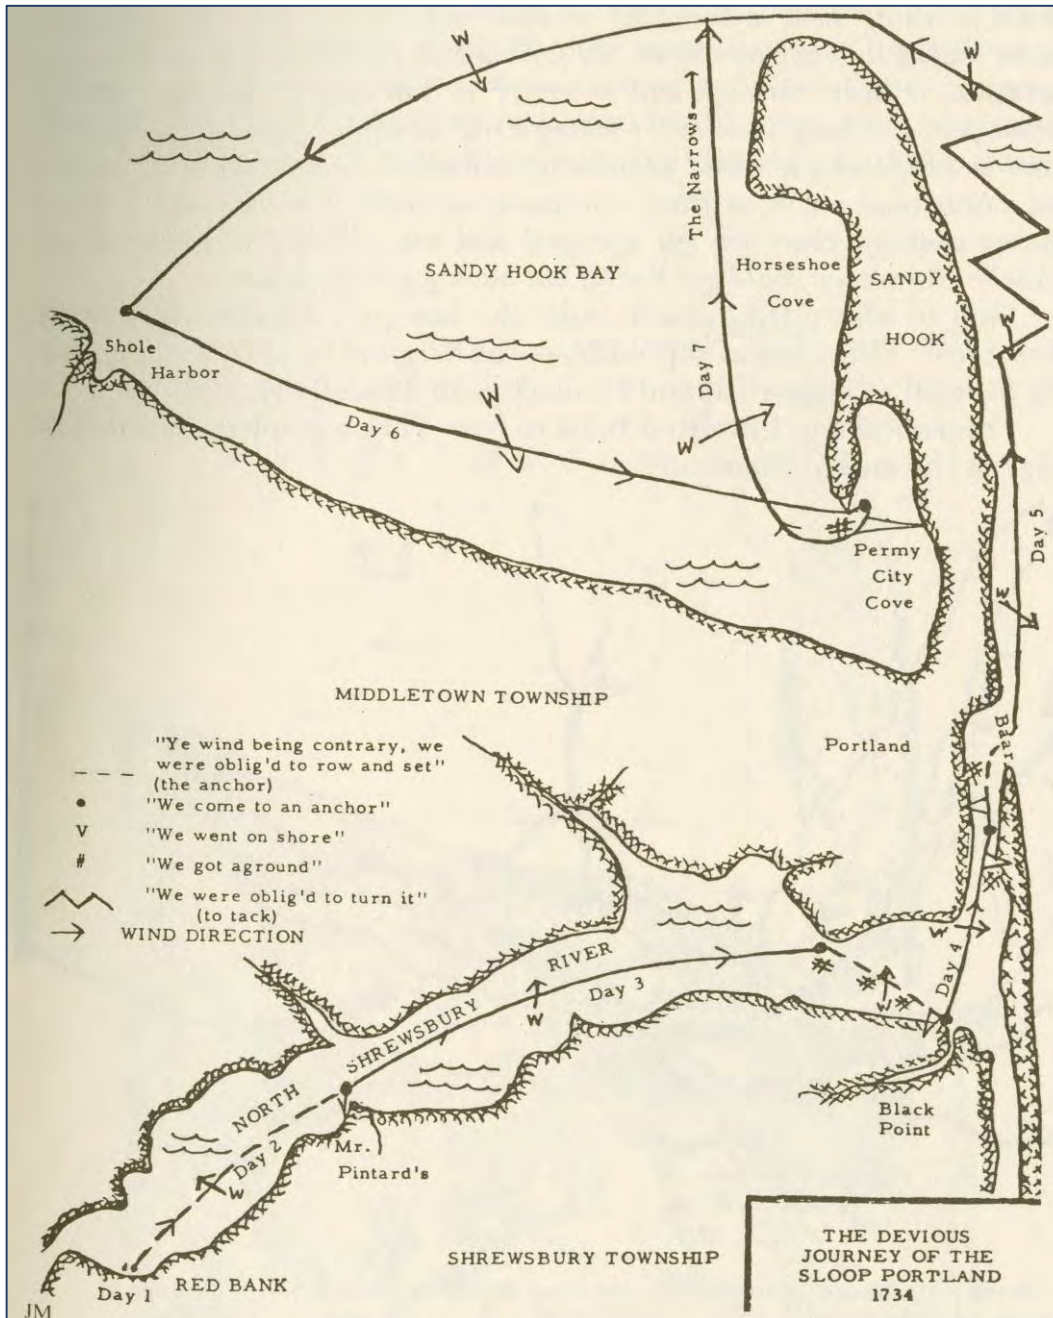 W
W
The Narrows
SANDY HOOK BAY
Horseshoe
Cove
SANDY
HOOK
W
Shole
Harbor
Day 7
W
Day 6
W
Day 5
Permy
City
Cove
W
MIDDLETOWN TOWNSHIP
Portland
Baar
"Ye wind being contrary, we
were oblig'd to row and set"
(the anchor)
"We come to an anchor"
V "We went on shore"
# "We got aground"
"We were oblig'd to turn it"
(to tack)
WIND DIRECTION
W
NORTH SHREWSBURY RIVER
Day 3
W
W
Day 4
Black
Point
Day 2
W
Mr.
Pintard's
Day 1
RED BANK
SHREWSBURY TOWNSHIP
THE DEVIOUS
JOURNEY OF THE
SLOOP PORTLAND
1734
JM